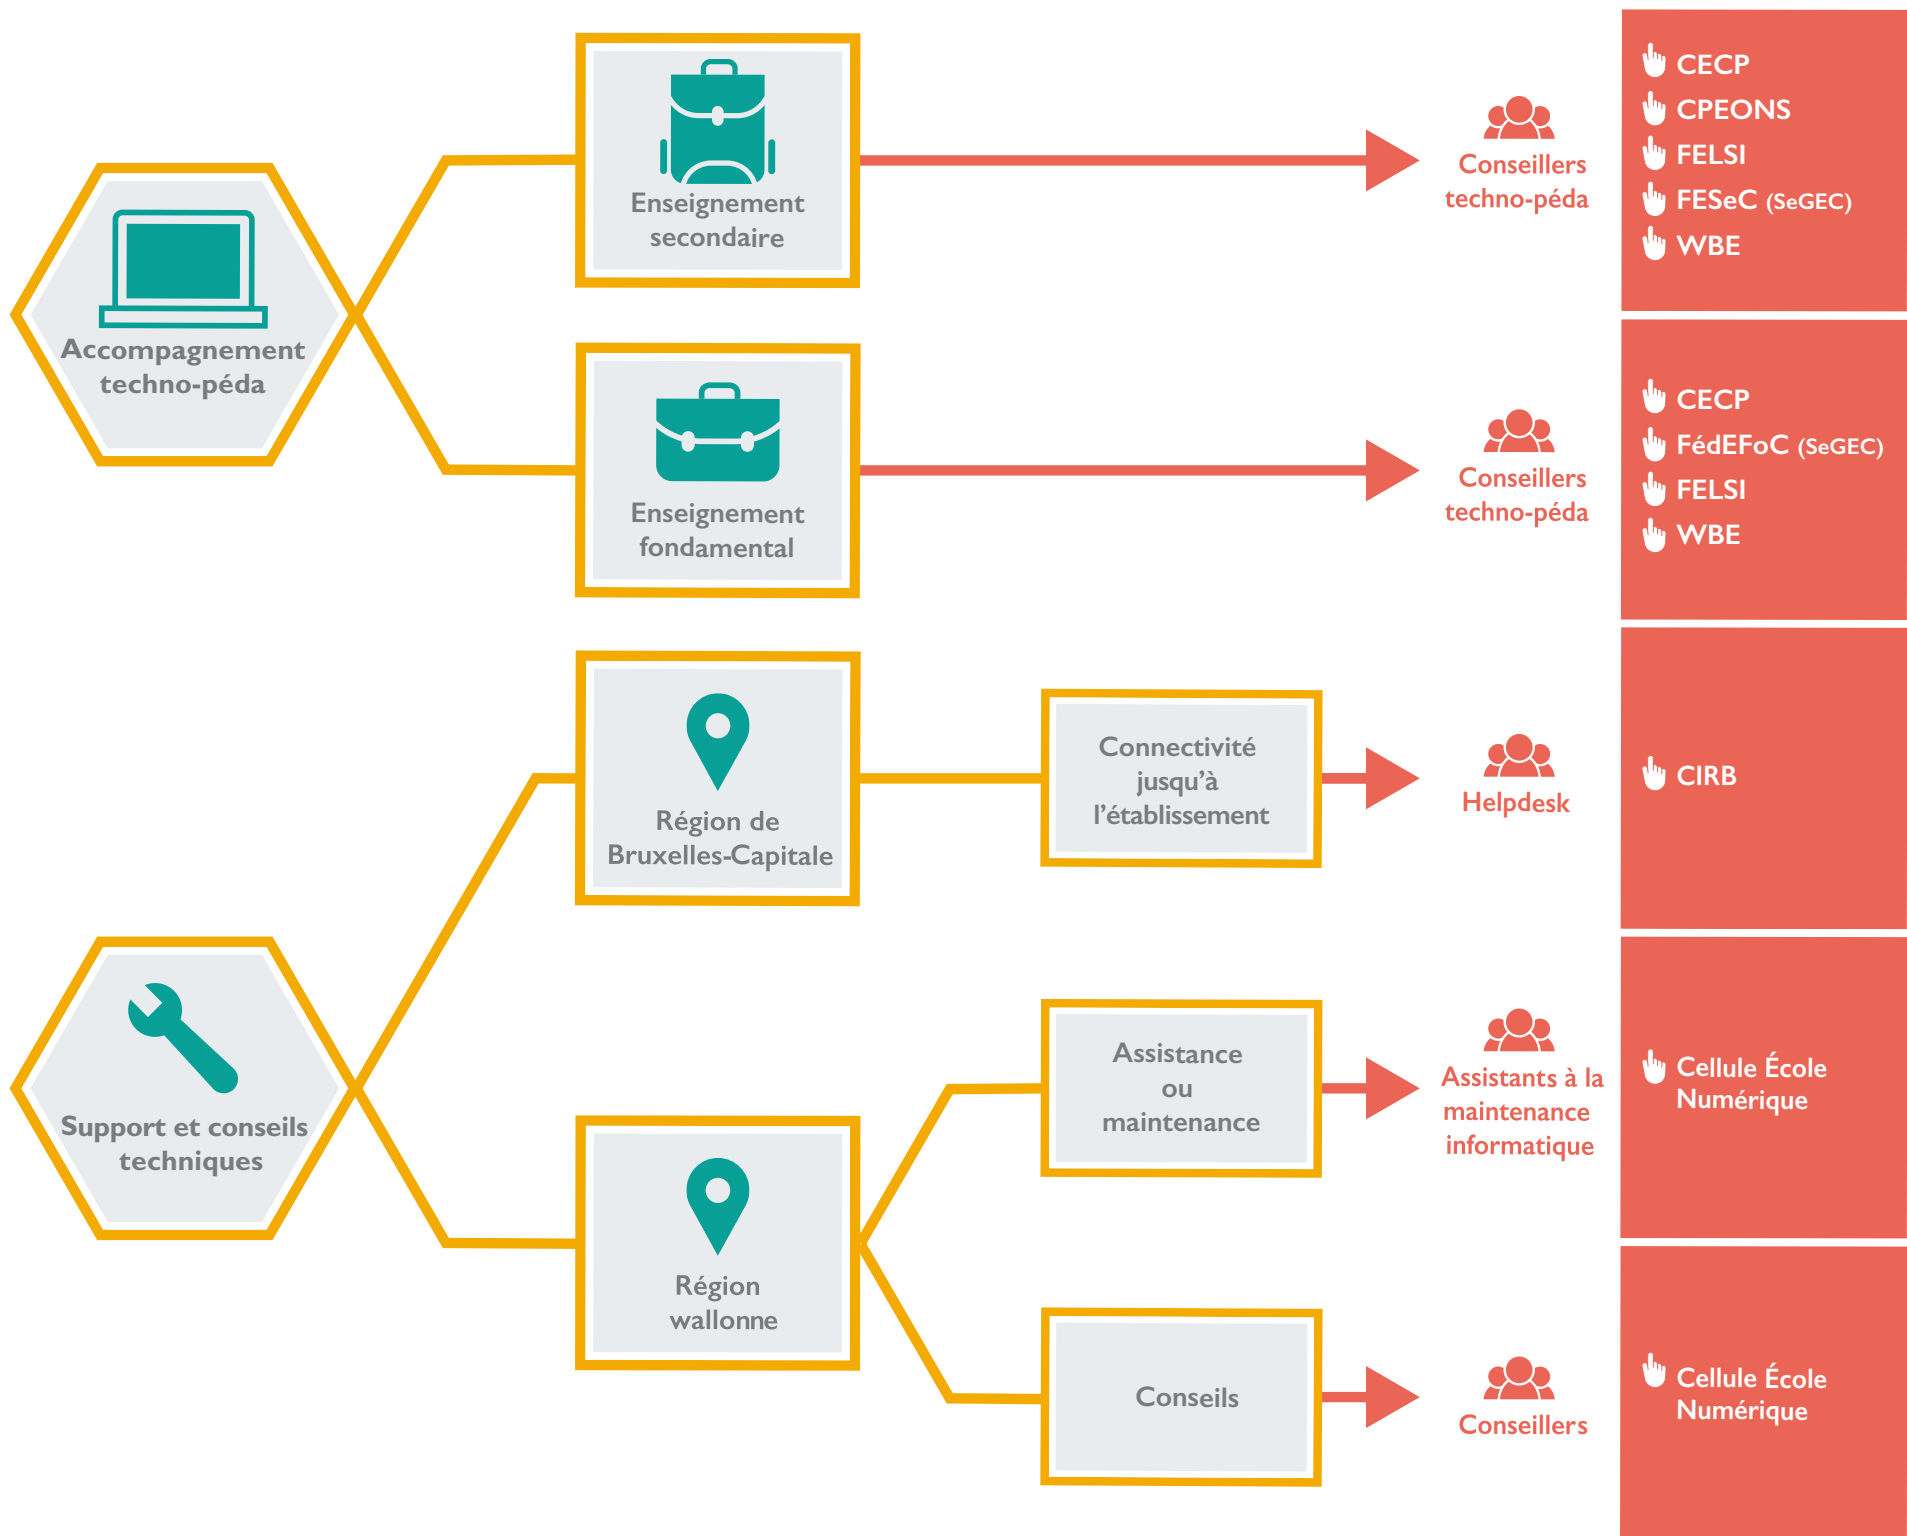 Accompagnement
techno-péda
Enseignement
secondaire
Conseillers
techno-péda
CECP
CPEONS
FELSI
FESeC (SeGEC)
WBE
Enseignement
fondamental
Conseillers
techno-péda
CECP
FédEFoC (SeGEC)
FELSI
WBE
Support et conseils
techniques
Région de
Bruxelles-Capitale
Connectivité
jusqu’à
l’établissement
Helpdesk
CIRB
Région
wallonne
Assistance
ou
maintenance
Assistants à la
maintenance
informatique
Cellule École
Numérique
Conseils
Conseillers
Cellule École
Numérique